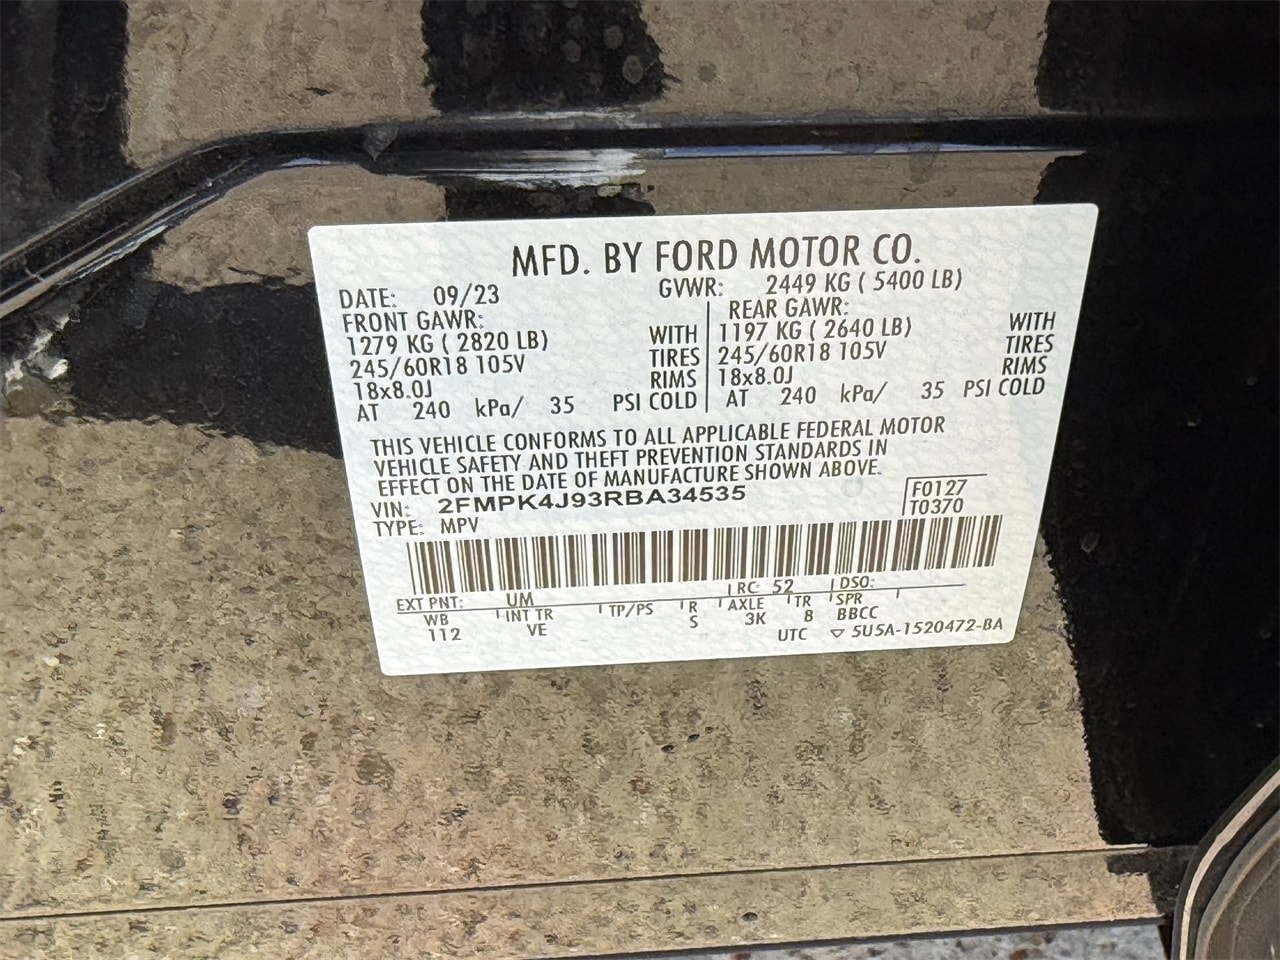 MFD. BY FORD MOTOR CO.
DATE: 09/23 GVWR: 2449 KG ( 5400 LB)
FRONT GAWR: REAR GAWR:
1279 KG ( 2820 LB) WITH 1197 KG ( 2640 LB) WITH
245/60R18 105V TIRES 245/60R18 105V TIRES
18x8.0J RIMS 18x8.0J RIMS
AT 240 kPa/ 35 PSI COLD AT 240 kPa/ 35 PSI COLD
THIS VEHICLE CONFORMS TO ALL APPLICABLE FEDERAL MOTOR
VEHICLE SAFETY AND THEFT PREVENTION STANDARDS IN
EFFECT ON THE DATE OF MANUFACTURE SHOWN ABOVE.
VIN: 2FMPK4J93RBA34535 F0127
TYPE: MPV T0370
EXT PNT: UM RC: 52 DSO:
WB INT TR TP/PS R AXLE TR SPR
112 VE S 3K 8 BBCC
UTC ▽ 5U5A-1520472-BA